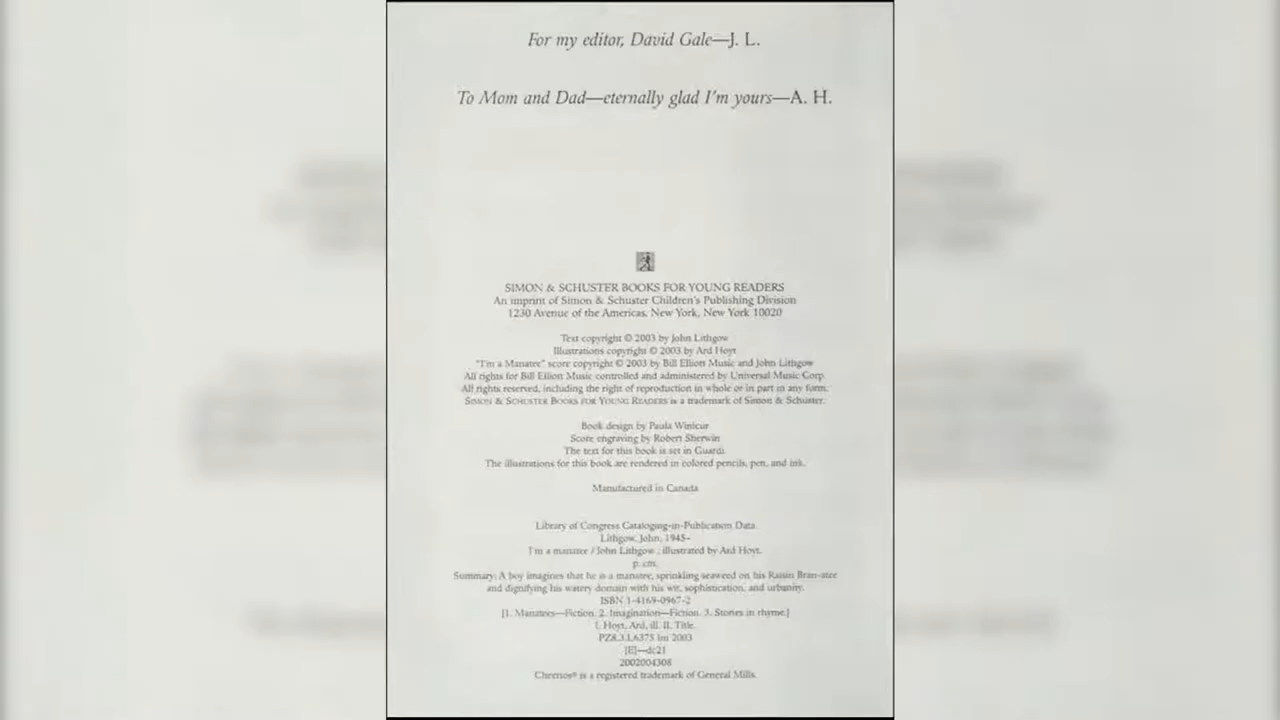 For my editor, David Gale—J. L.
To Mom and Dad—eternally glad I'm yours—A. H.
SIMON & SCHUSTER BOOKS FOR YOUNG READERS
An imprint of Simon & Schuster Children's Publishing Division
1230 Avenue of the Americas, New York, New York 10020
Text copyright © 2003 by John Lithgow
Illustrations copyright © 2003 by Ard Hoyt
"I'm a Manatee" score copyright © 2003 by Bill Elliott Music and John Lithgow
All rights for Bill Elliott Music controlled and administered by Universal Music Corp.
All rights reserved, including the right of reproduction in whole or in part in any form.
SIMON & SCHUSTER BOOKS FOR YOUNG READERS is a trademark of Simon & Schuster.
Book design by Paula Winicur
Score engraving by Robert Sherwin
The text for this book is set in Guardi.
The illustrations for this book are rendered in colored pencils, pen, and ink.
Manufactured in Canada
Library of Congress Cataloging-in-Publication Data
Lithgow, John, 1945–
I'm a manatee / John Lithgow ; illustrated by Ard Hoyt.
p. cm.
Summary: A boy imagines that he is a manatee, sprinkling seaweed on his Raisin Bran-atee
and dignifying his watery domain with his wit, sophistication, and urbanity.
ISBN 1-4169-0967-2
[1. Manatees—Fiction. 2. Imagination—Fiction. 3. Stories in rhyme.]
I. Hoyt, Ard, ill. II. Title.
PZ8.3.L6375 Im 2003
[E]—dc21
2002004308
Cheerios® is a registered trademark of General Mills.